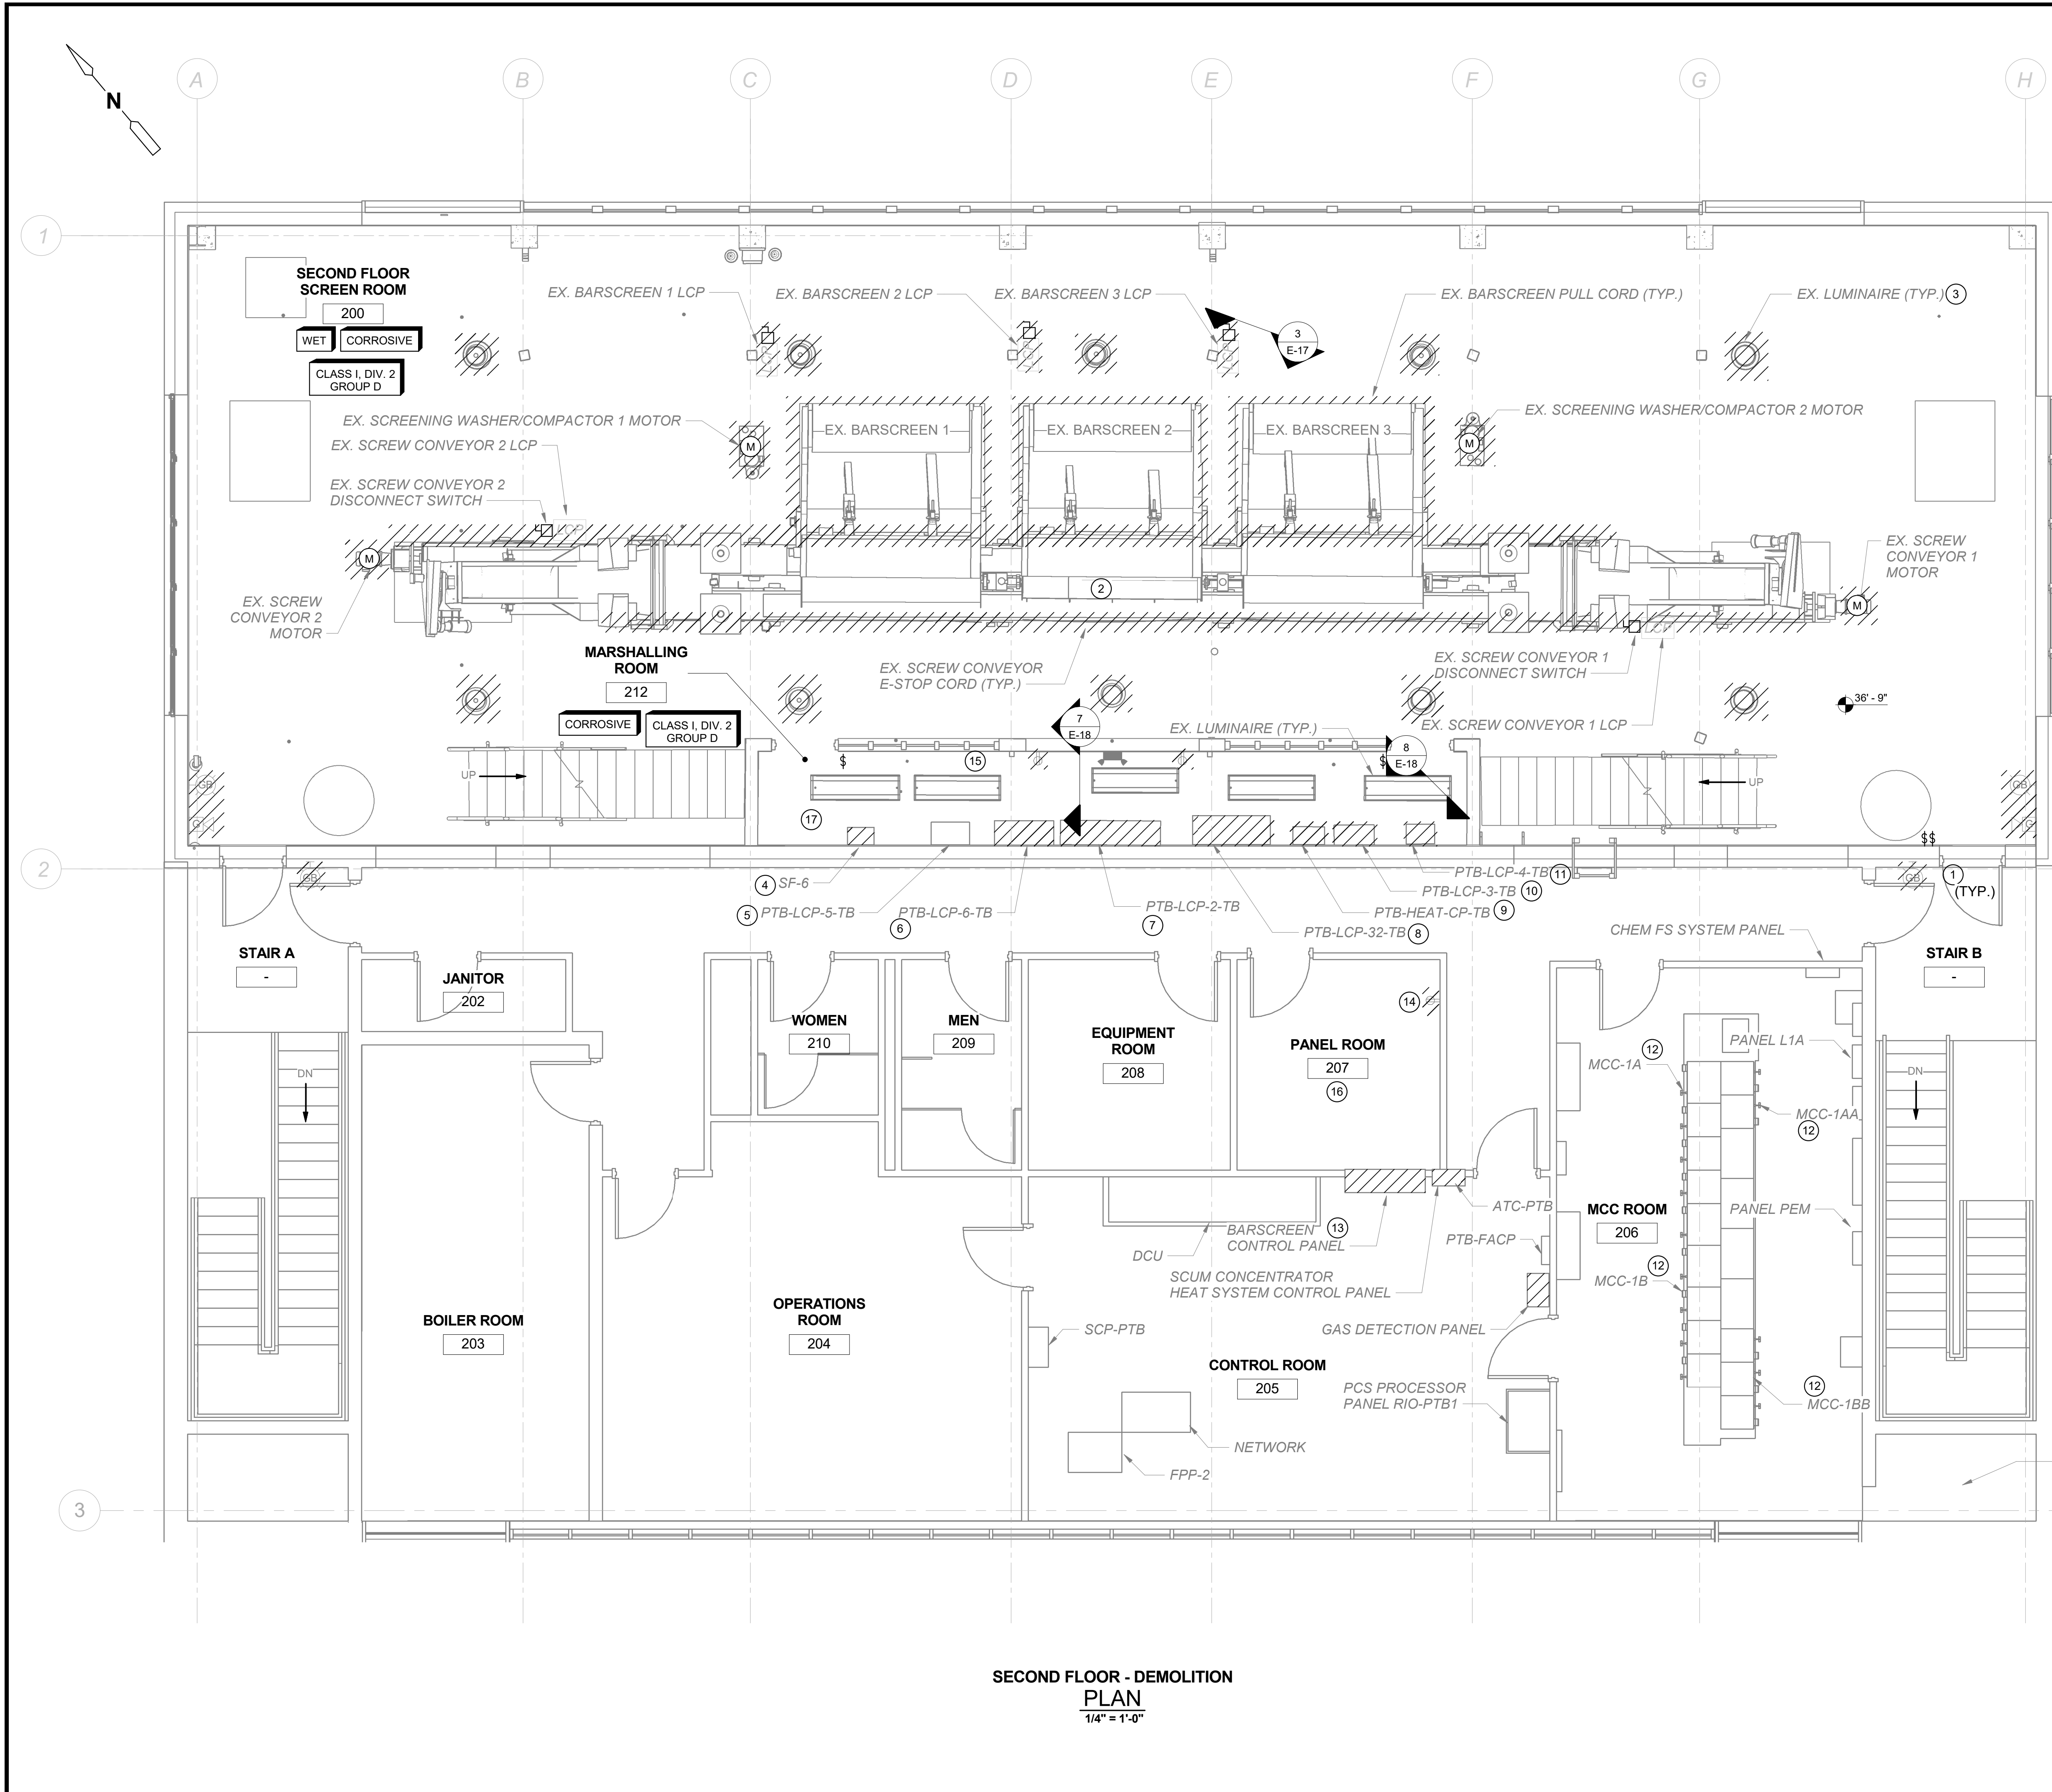 N
A
B
C
D
E
F
G
H
1
SECOND FLOOR
SCREEN ROOM
200
WET
CORROSIVE
CLASS I, DIV. 2
GROUP D
EX. BARSCREEN 1 LCP
EX. BARSCREEN 2 LCP
EX. BARSCREEN 3 LCP
3
E-17
EX. BARSCREEN PULL CORD (TYP.)
EX. LUMINAIRE (TYP.)
3
EX. SCREENING WASHER/COMPACTOR 1 MOTOR
M
EX. BARSCREEN 1
EX. BARSCREEN 2
EX. BARSCREEN 3
M
EX. SCREENING WASHER/COMPACTOR 2 MOTOR
EX. SCREW CONVEYOR 2 LCP
EX. SCREW CONVEYOR 2
DISCONNECT SWITCH
LCP
M
EX. SCREW
CONVEYOR 2
MOTOR
2
EX. SCREW
CONVEYOR 1
MOTOR
M
LCP
MARSHALLING
ROOM
212
CORROSIVE
CLASS I, DIV. 2
GROUP D
EX. SCREW CONVEYOR
E-STOP CORD (TYP.)
EX. SCREW CONVEYOR 1
DISCONNECT SWITCH
EX. SCREW CONVEYOR 1 LCP
36' - 9"
7
E-18
EX. LUMINAIRE (TYP.)
8
E-18
UP
$
15
$
UP
GB
GB
17
$$
2
GB
GB
1
(TYP.)
4
SF-6
5
PTB-LCP-5-TB
PTB-LCP-6-TB
6
PTB-LCP-2-TB
7
PTB-LCP-32-TB
8
PTB-HEAT-CP-TB
9
PTB-LCP-3-TB
10
PTB-LCP-4-TB
11
CHEM FS SYSTEM PANEL
STAIR A
-
STAIR B
-
JANITOR
202
WOMEN
210
MEN
209
EQUIPMENT
ROOM
208
PANEL ROOM
207
16
14
MCC-1A
12
PANEL L1A
MCC-1AA
12
DN
DN
ATC-PTB
MCC ROOM
206
PANEL PEM
BARSCREEN
CONTROL PANEL
13
DCU
PTB-FACP
MCC-1B
12
SCUM CONCENTRATOR
HEAT SYSTEM CONTROL PANEL
GAS DETECTION PANEL
BOILER ROOM
203
OPERATIONS
ROOM
204
SCP-PTB
CONTROL ROOM
205
PCS PROCESSOR
PANEL RIO-PTB1
12
MCC-1BB
NETWORK
FPP-2
3
SECOND FLOOR - DEMOLITION
PLAN
1/4" = 1'-0"